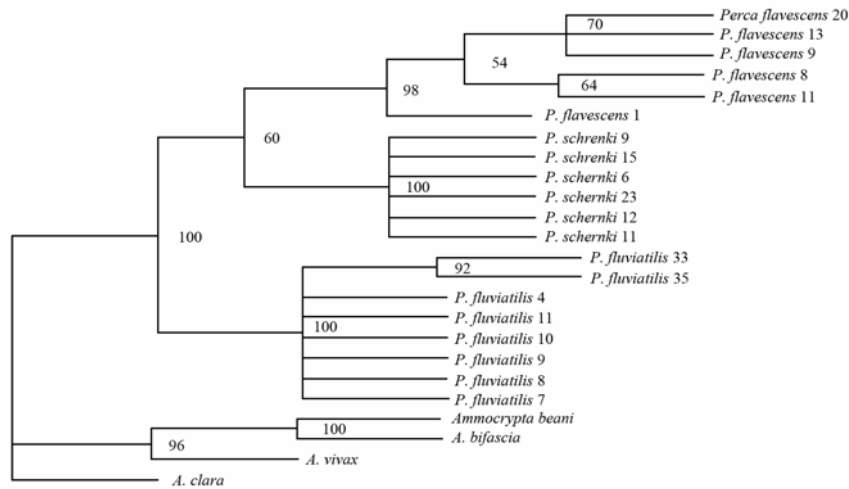 Perca flavescens 20
70
P. flavescens 13
P. flavescens 9
54
P. flavescens 8
64
P. flavescens 11
98
P. flavescens 1
60
P. schrenki 9
P. schrenki 15
P. schernki 6
100
P. schernki 23
P. schernki 12
P. schernki 11
100
P. fluviatilis 33
92
P. fluviatilis 35
P. fluviatilis 4
P. fluviatilis 11
100
P. fluviatilis 10
P. fluviatilis 9
P. fluviatilis 8
P. fluviatilis 7
Ammocrypta beani
100
A. bifascia
96
A. vivax
A. clara